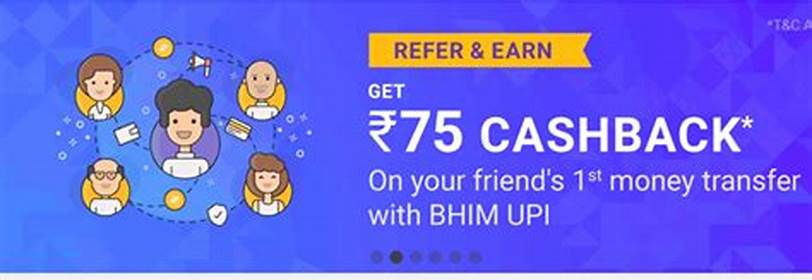 *T&C A
REFER & EARN
GET
₹75 CASHBACK*
On your friend's 1st money transfer
with BHIM UPI